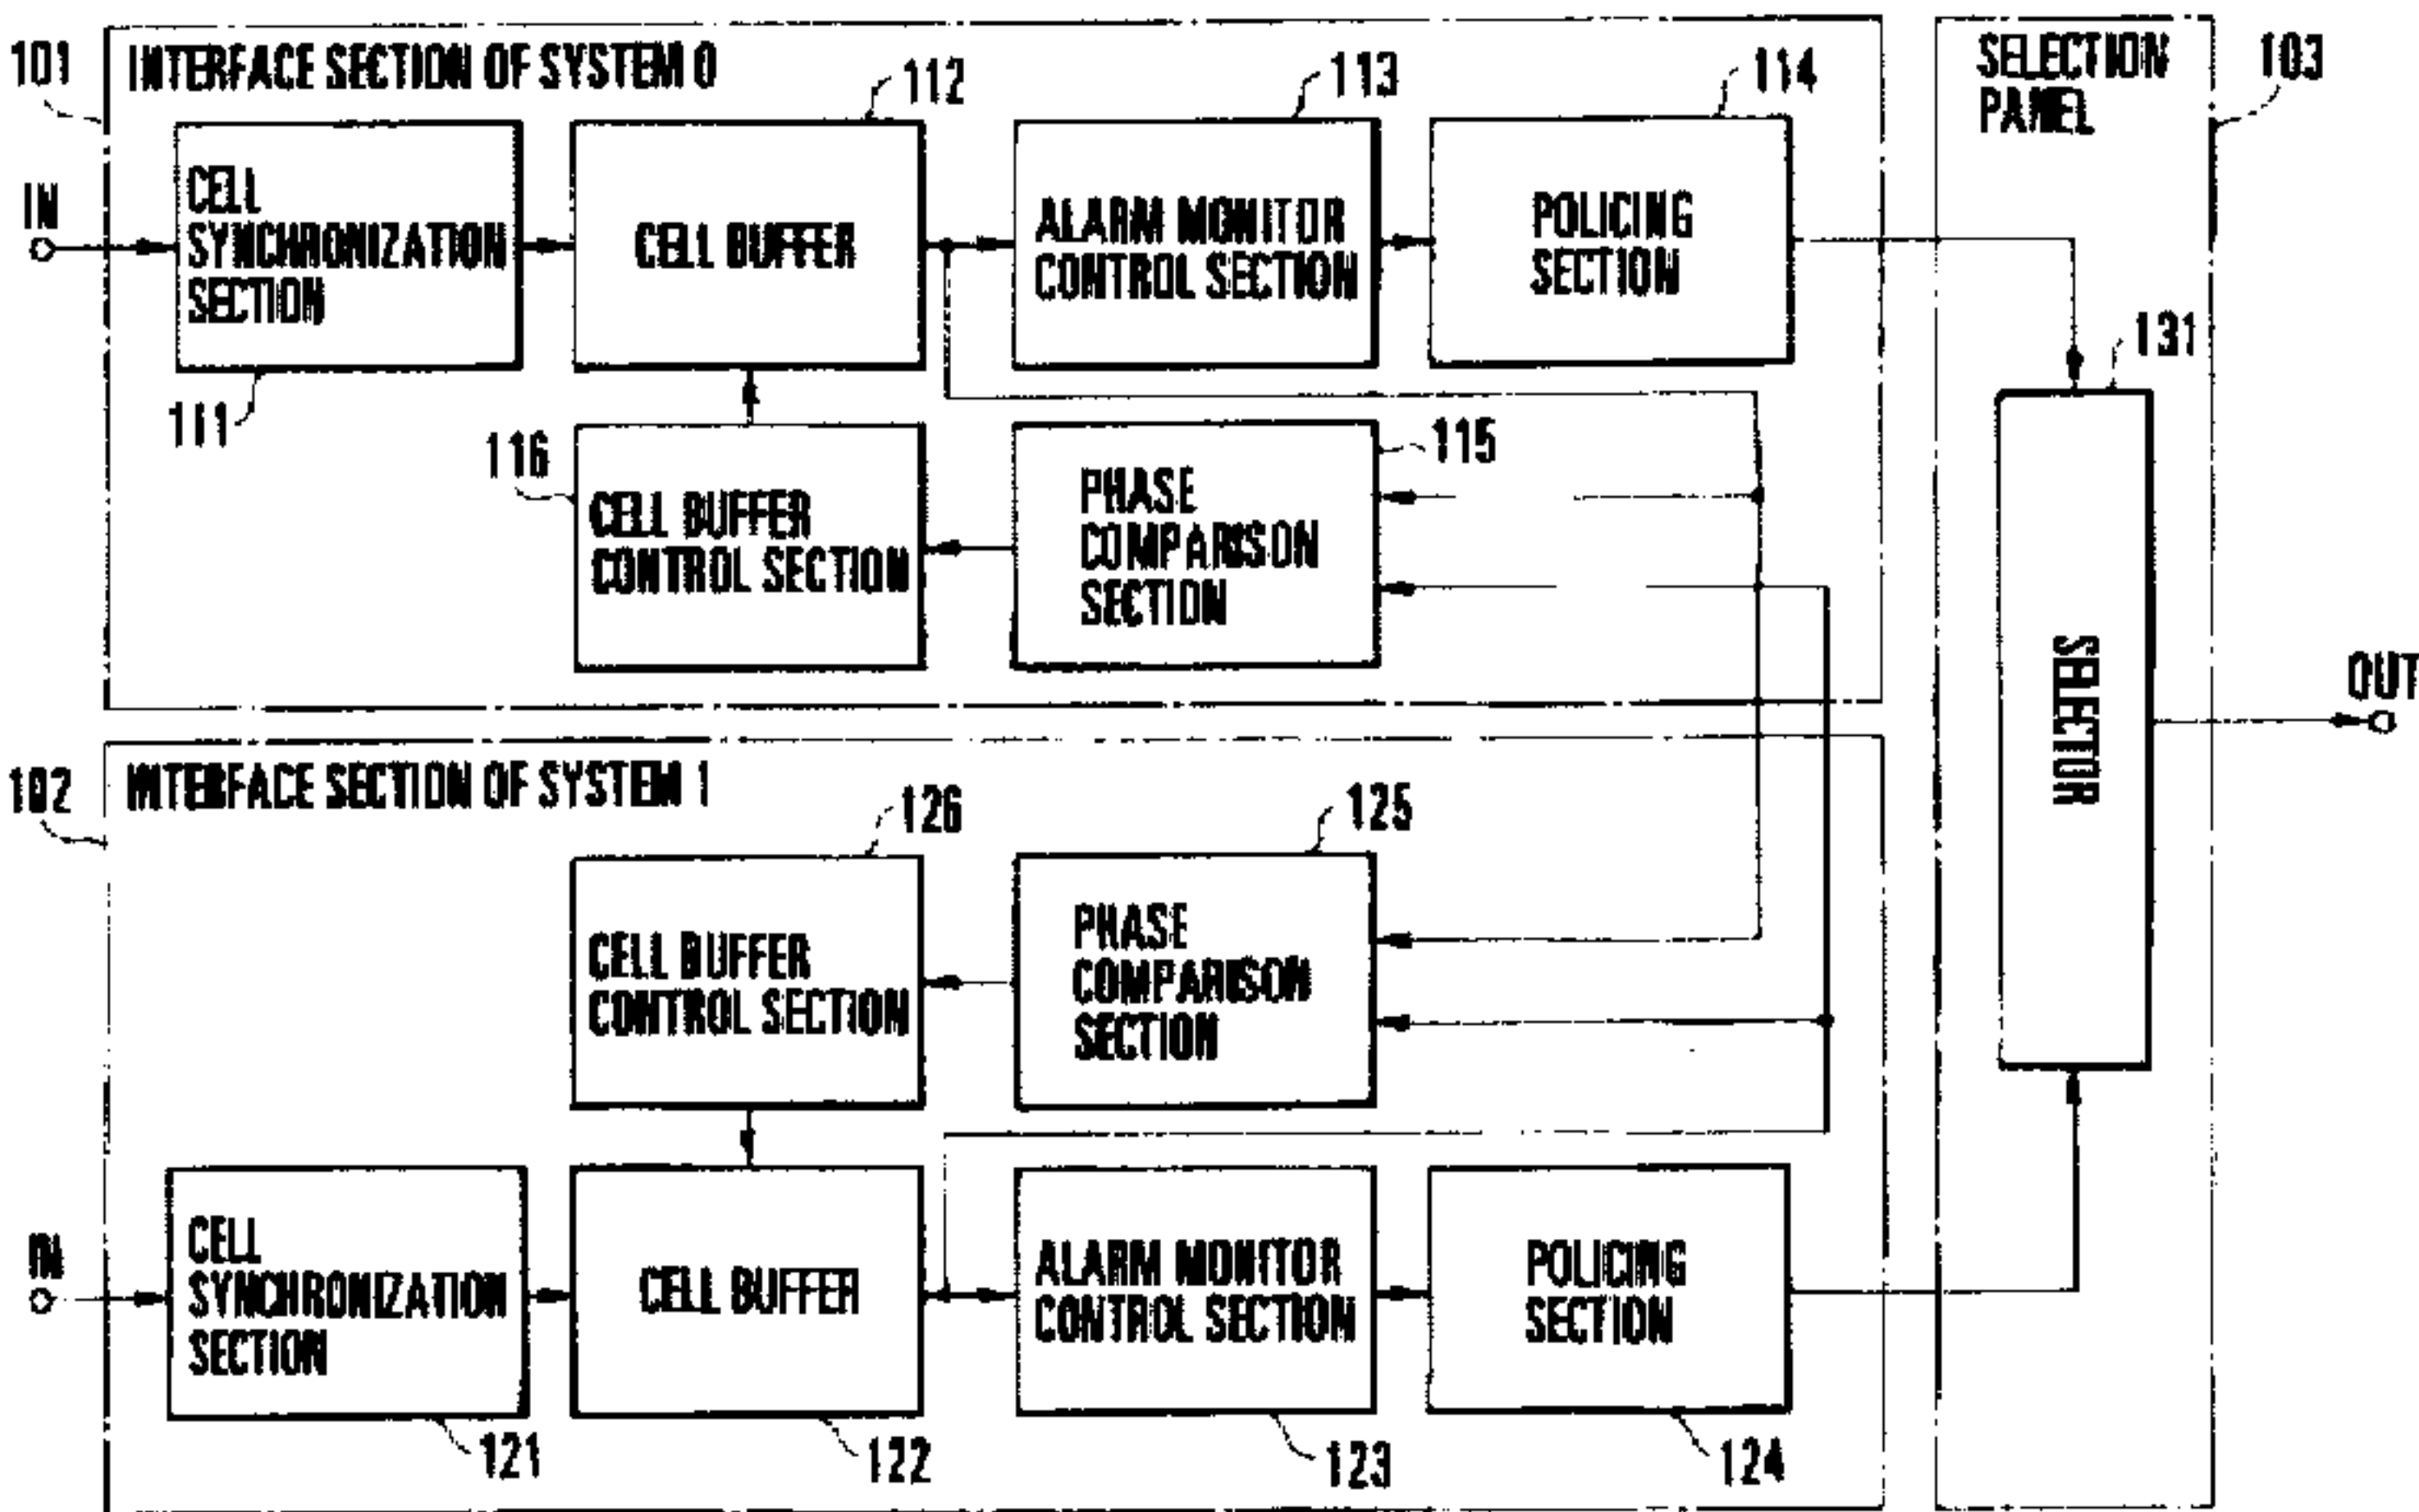 101
INTERFACE SECTION OF SYSTEM 0
112
113
114
SELECTION
PANEL
103
IN
CELL
SYNCHRONIZATION
SECTION
CELL BUFFER
ALARM MONITOR
CONTROL SECTION
POLICING
SECTION
111
131
116
CELL BUFFER
CONTROL SECTION
PHASE
COMPARISON
SECTION
115
SELECTOR
OUT
102
INTERFACE SECTION OF SYSTEM 1
126
125
CELL BUFFER
CONTROL SECTION
PHASE
COMPARISON
SECTION
IN
CELL
SYNCHRONIZATION
SECTION
CELL BUFFER
ALARM MONITOR
CONTROL SECTION
POLICING
SECTION
121
122
123
124